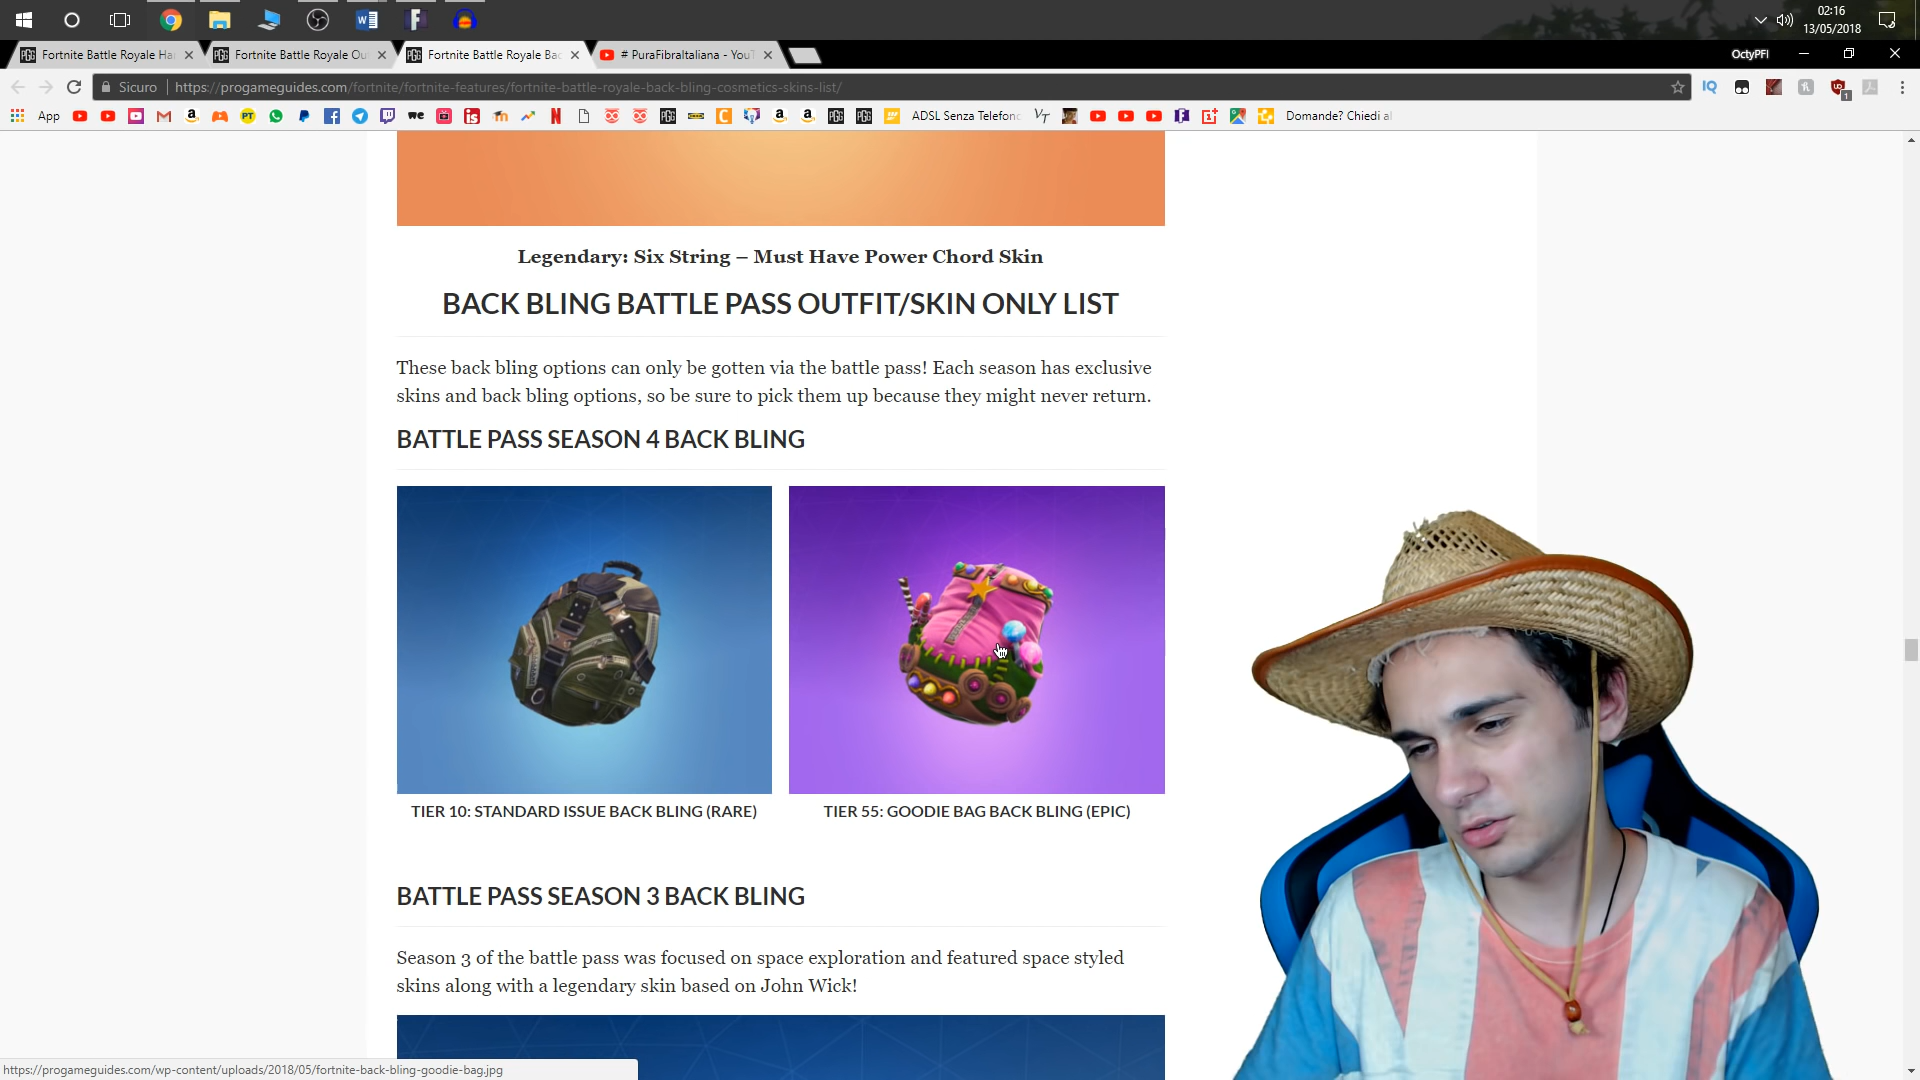 02:16
13/05/2018
Fortnite Battle Royale Ha
Fortnite Battle Royale Ou
Fortnite Battle Royale Bac
# PuraFibraItaliana - YouT
OctyPFI
Sicuro
https://progameguides.com/fortnite/fortnite-features/fortnite-battle-royale-back-bling-cosmetics-skins-list/
App
ADSL Senza Telefono
Domande? Chiedi al
Legendary: Six String – Must Have Power Chord Skin
BACK BLING BATTLE PASS OUTFIT/SKIN ONLY LIST
These back bling options can only be gotten via the battle pass! Each season has exclusive
skins and back bling options, so be sure to pick them up because they might never return.
BATTLE PASS SEASON 4 BACK BLING
TIER 10: STANDARD ISSUE BACK BLING (RARE)
TIER 55: GOODIE BAG BACK BLING (EPIC)
BATTLE PASS SEASON 3 BACK BLING
Season 3 of the battle pass was focused on space exploration and featured space styled
skins along with a legendary skin based on John Wick!
https://progameguides.com/wp-content/uploads/2018/05/fortnite-back-bling-goodie-bag.jpg